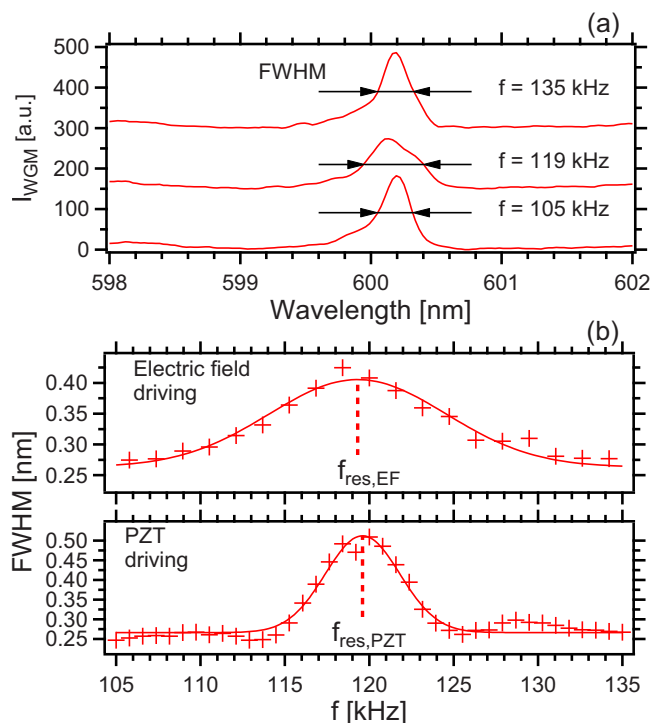 (a)
500
400
300
200
100
0
I_WGM [a.u.]
FWHM
f = 135 kHz
f = 119 kHz
f = 105 kHz
598 599 600 601 602
Wavelength [nm]
(b)
Electric field
driving
0.40
0.35
0.30
0.25
f_res,EF
FWHM [nm]
PZT
driving
0.50
0.45
0.40
0.35
0.30
0.25
f_res,PZT
105 110 115 120 125 130 135
f [kHz]